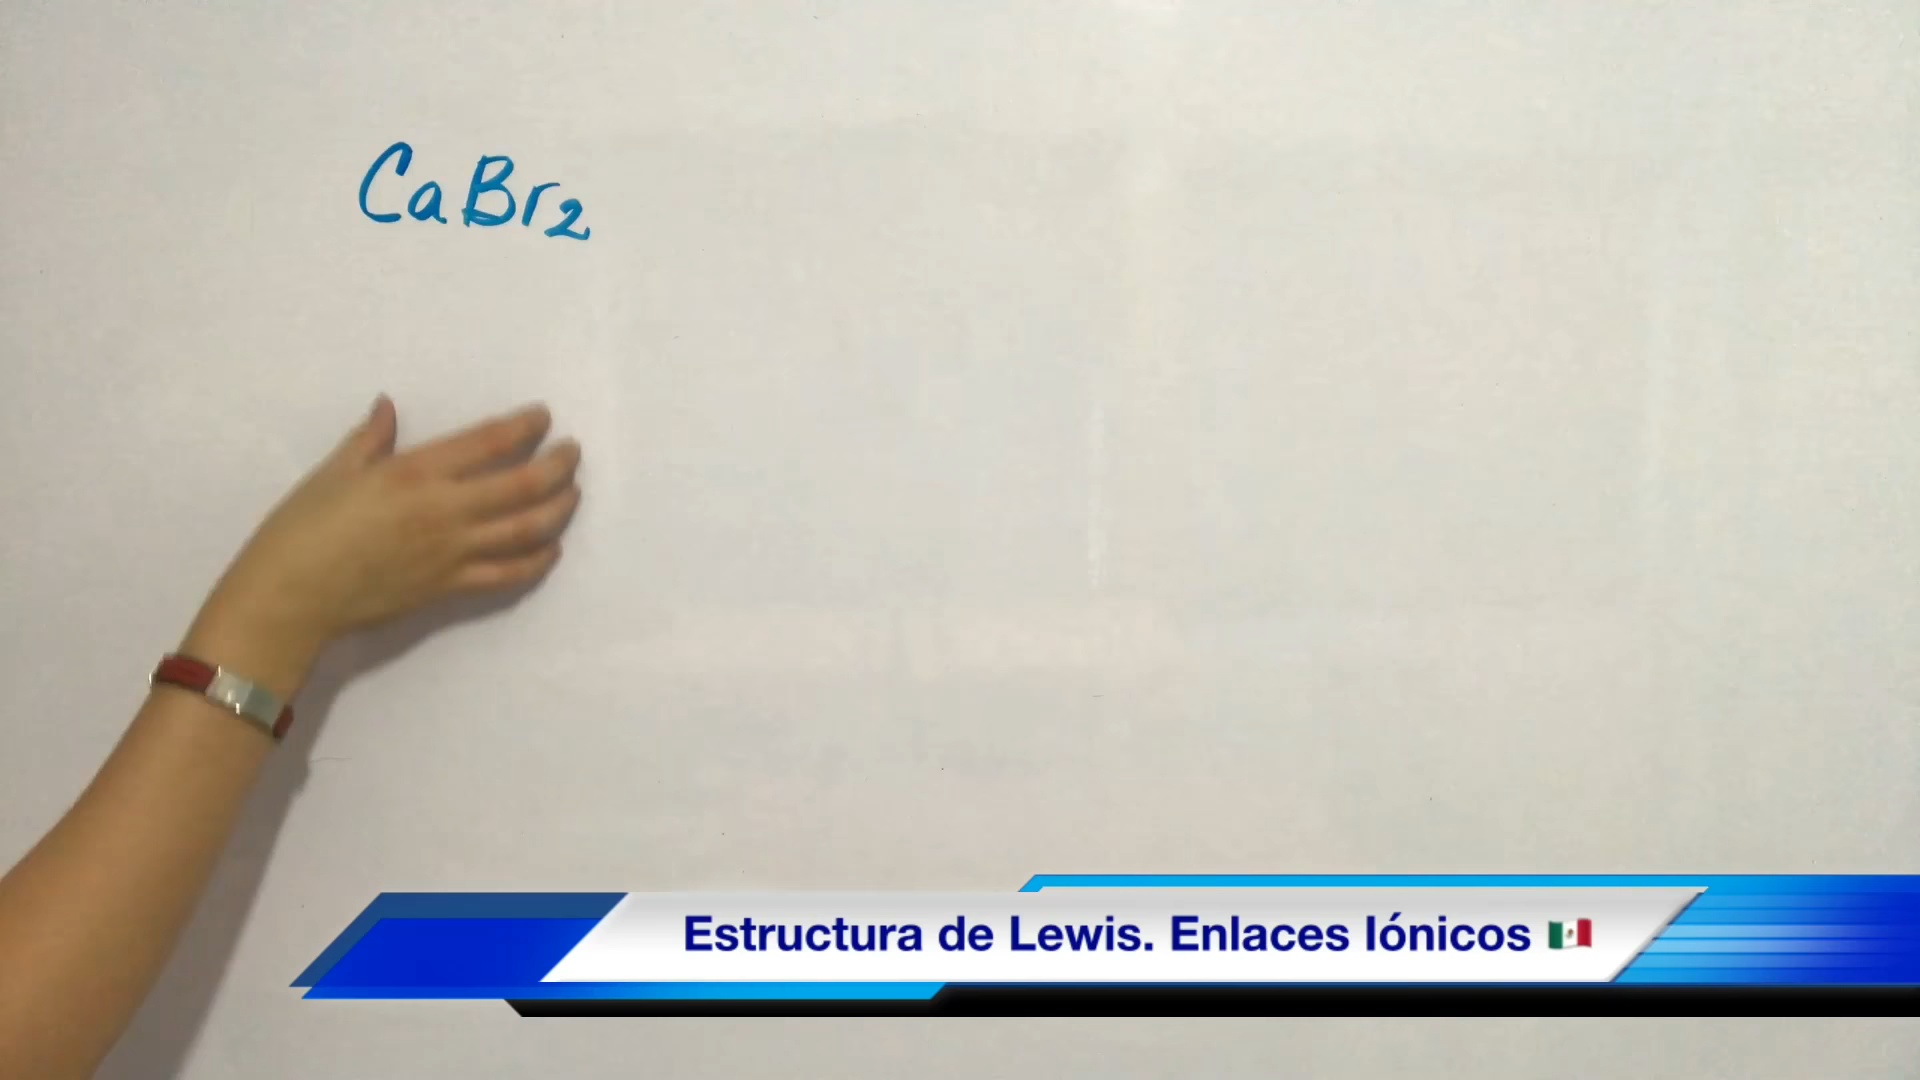 CaBr₂
Estructura de Lewis. Enlaces Iónicos 🇲🇽